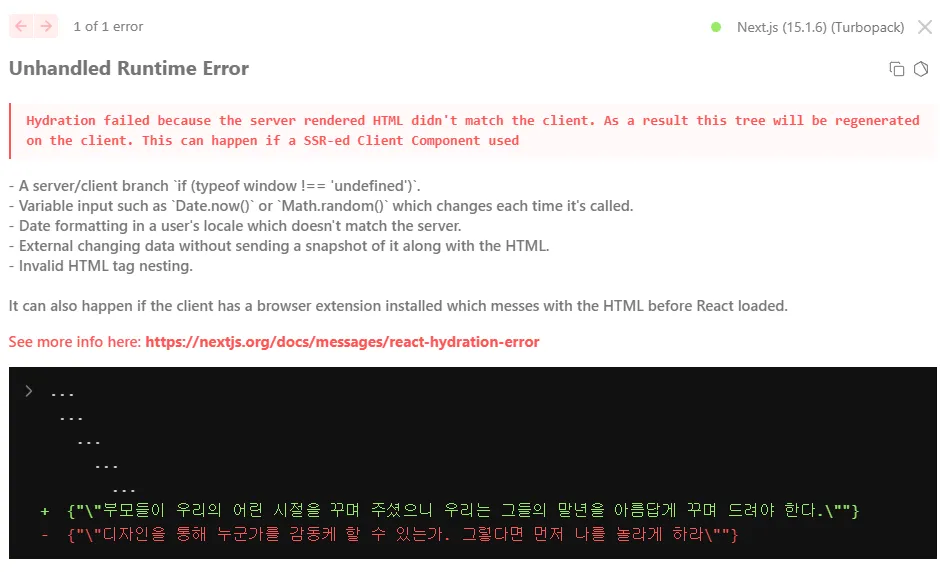 1 of 1 error
Next.js (15.1.6) (Turbopack)
Unhandled Runtime Error
Hydration failed because the server rendered HTML didn't match the client. As a result this tree will be regenerated
on the client. This can happen if a SSR-ed Client Component used
- A server/client branch `if (typeof window !== 'undefined')`.
- Variable input such as `Date.now()` or `Math.random()` which changes each time it's called.
- Date formatting in a user's locale which doesn't match the server.
- External changing data without sending a snapshot of it along with the HTML.
- Invalid HTML tag nesting.
It can also happen if the client has a browser extension installed which messes with the HTML before React loaded.
See more info here: https://nextjs.org/docs/messages/react-hydration-error
...
...
...
...
...
+ {"\"부모들이 우리의 어린 시절을 꾸며 주셨으니 우리는 그들의 말년을 아름답게 꾸며 드려야 한다.\""}
- {"\"디자인을 통해 누군가를 감동케 할 수 있는가. 그렇다면 먼저 나를 놀라게 하라\""}